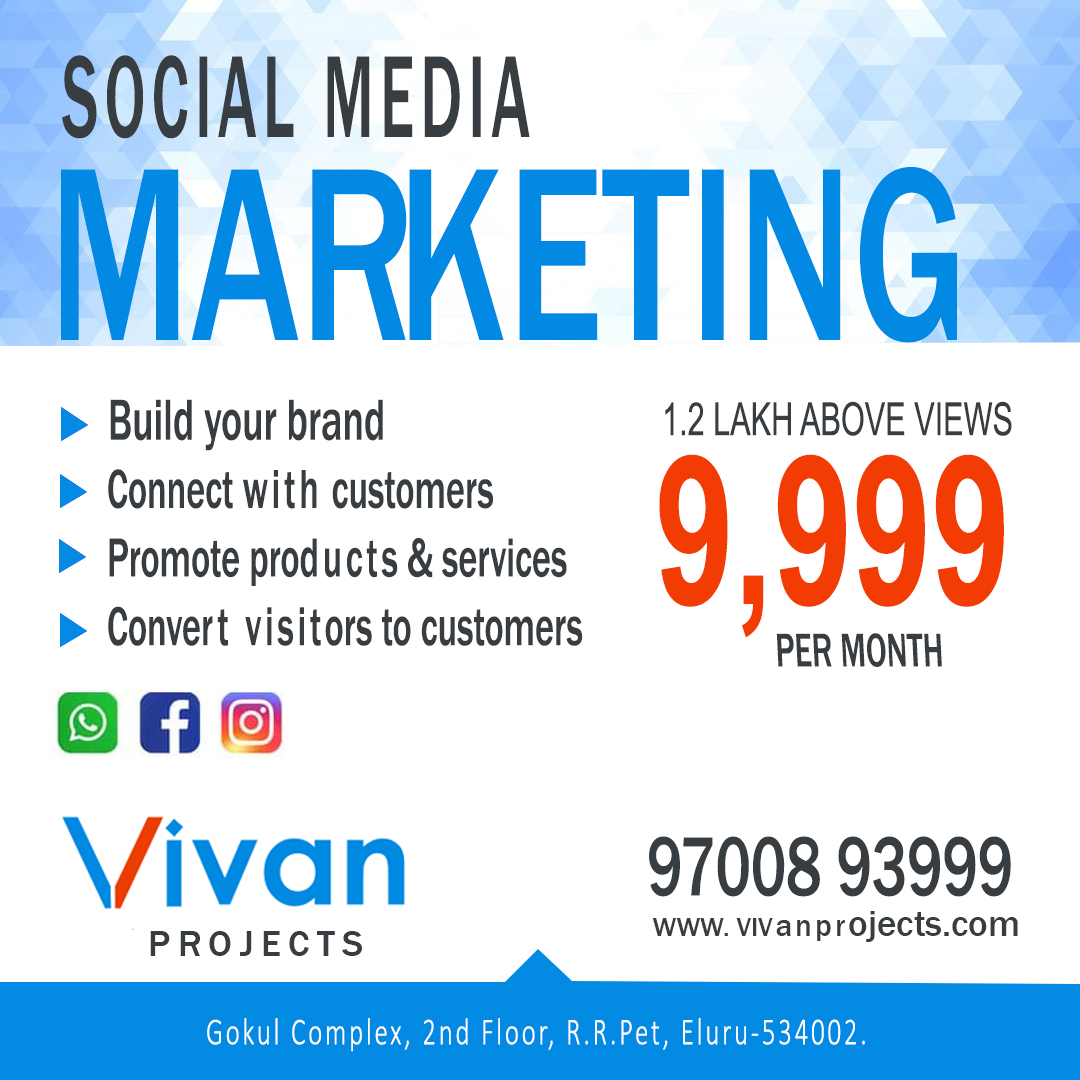 SOCIAL MEDIA
MARKETING
Build your brand
Connect with customers
Promote products & services
Convert visitors to customers
1.2 LAKH ABOVE VIEWS
9,999
PER MONTH
Vivan
PROJECTS
97008 93999
www.vivanprojects.com
Gokul Complex, 2nd Floor, R.R.Pet, Eluru-534002.